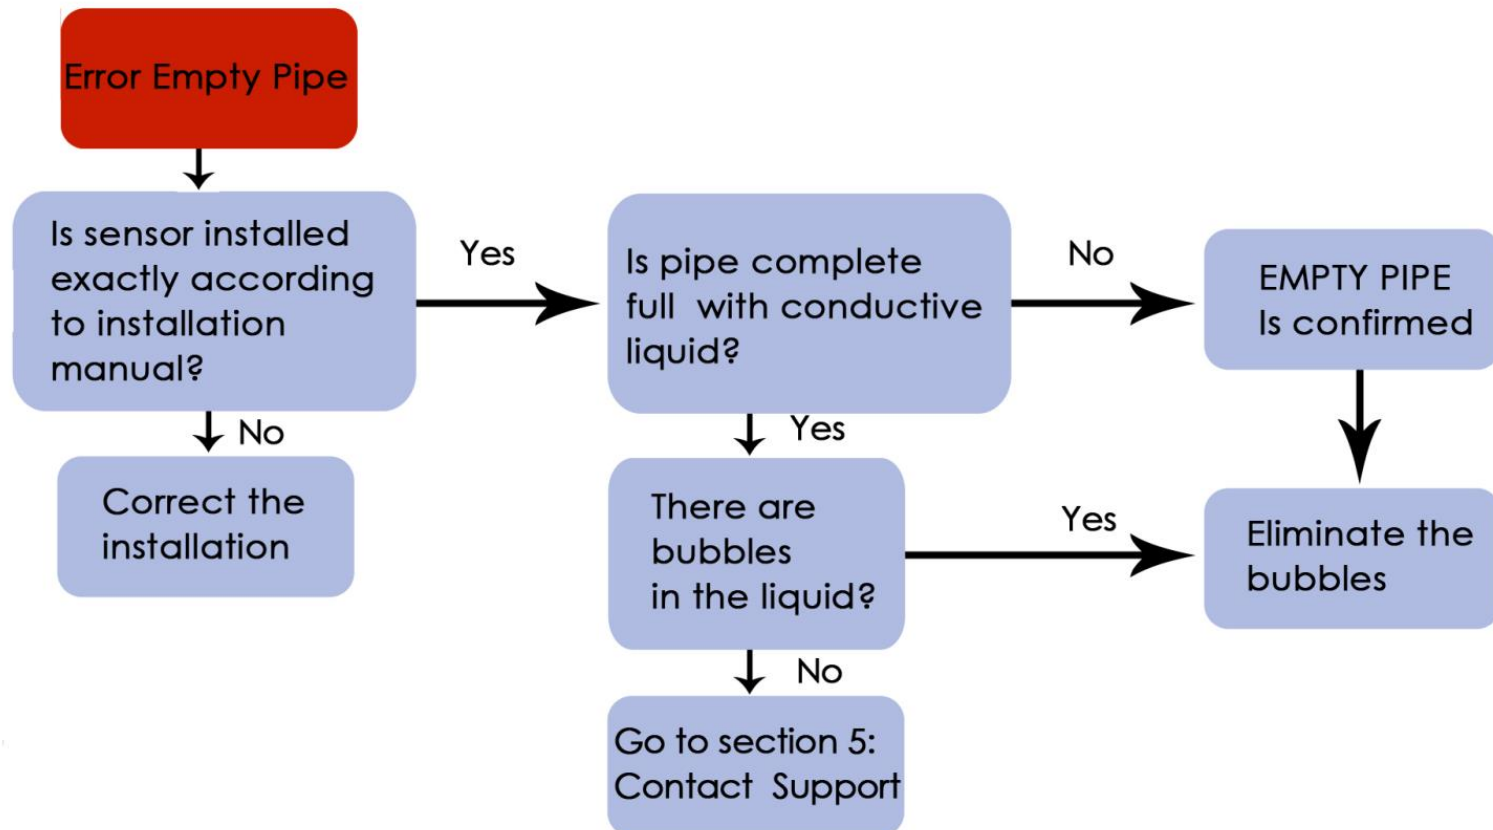 Error Empty Pipe
Is sensor installed
exactly according
to installation
manual?
Yes
Is pipe complete
full with conductive
liquid?
No
EMPTY PIPE
Is confirmed
No
Correct the
installation
Yes
There are
bubbles
in the liquid?
Yes
Eliminate the
bubbles
No
Go to section 5:
Contact Support